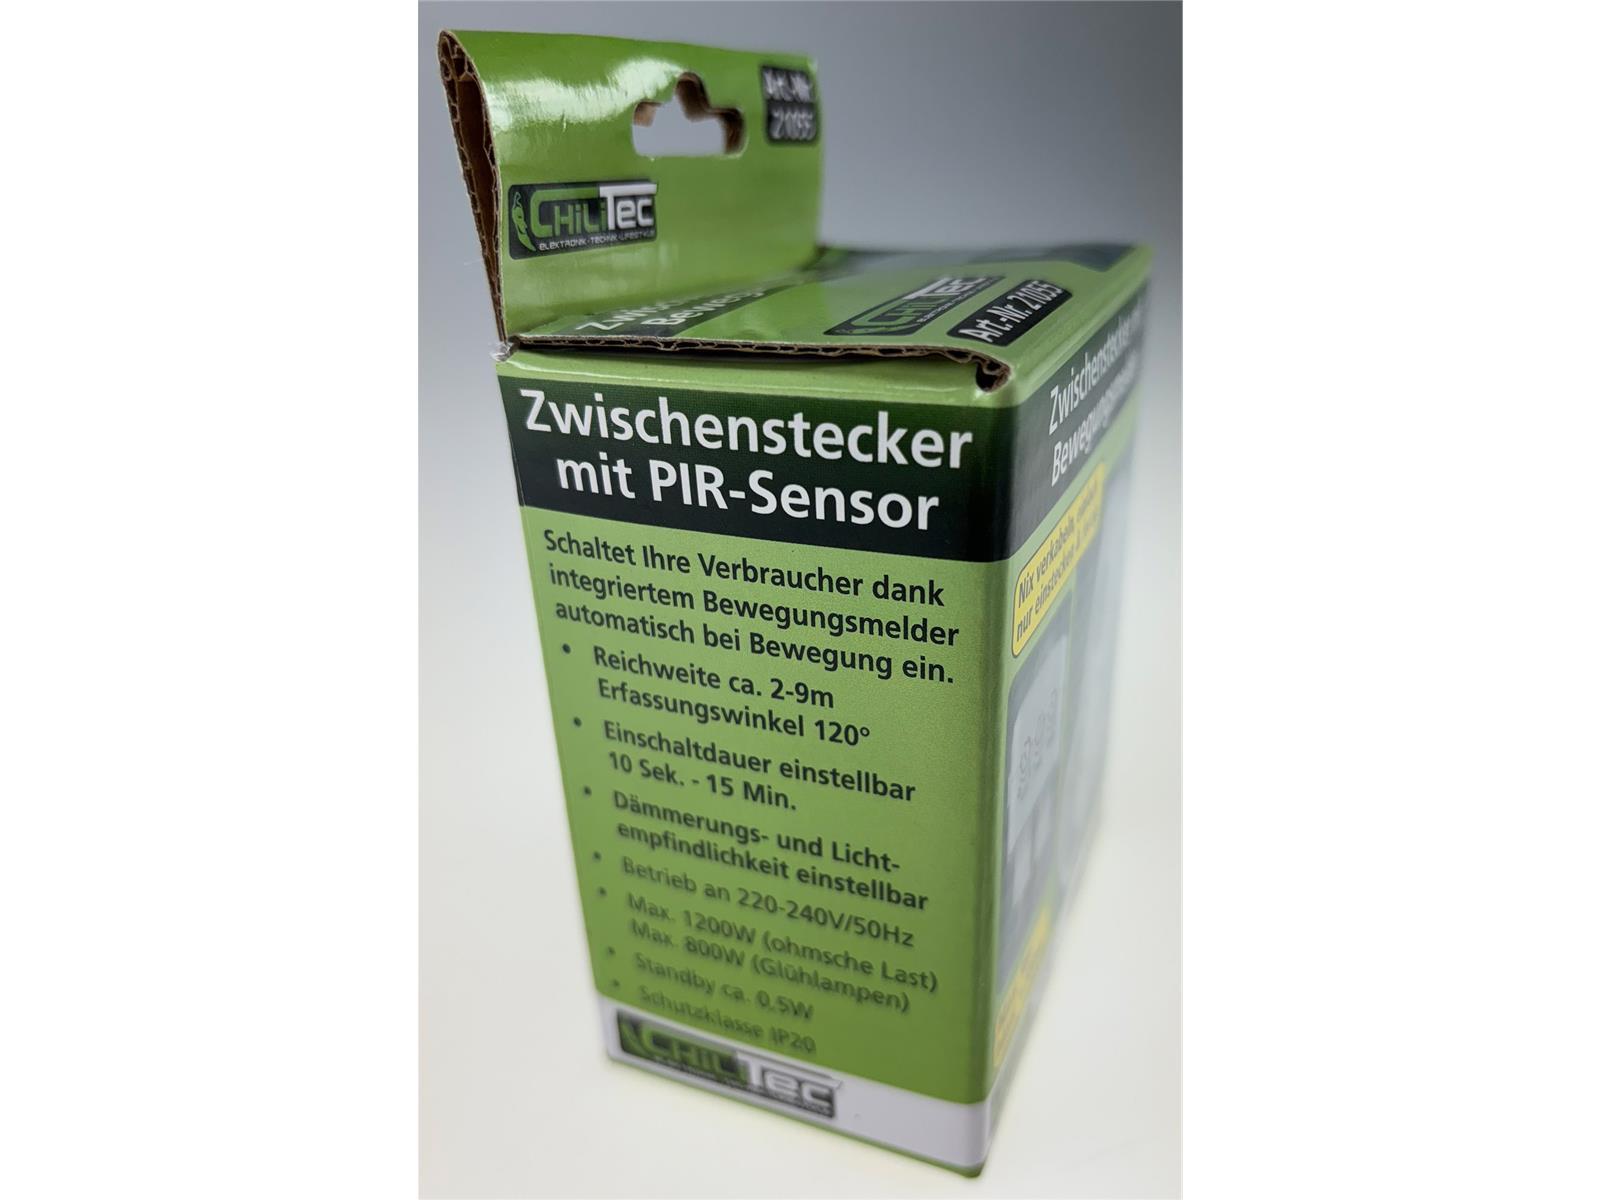 Art.-Nr.
21055
CHiLiTec
ELEKTRONIK-TECHNIK-LIFESTYLE
CHiLiTec
Art.-Nr. 21055
Zwischenstecker
mit PIR-Sensor
Schaltet Ihre Verbraucher dank
integriertem Bewegungsmelder
automatisch bei Bewegung ein.
• Reichweite ca. 2-9m
Erfassungswinkel 120°
• Einschaltdauer einstellbar
10 Sek. - 15 Min.
• Dämmerungs- und Licht-
empfindlichkeit einstellbar
• Betrieb an 220-240V/50Hz
• Max. 1200W (ohmsche Last)
Max. 800W (Glühlampen)
• Standby ca. 0.5W
• Schutzklasse IP20
CHiLiTec
Zwischenstecker
Bewegungsmelder
Nix verkabeln,
nur einstecken